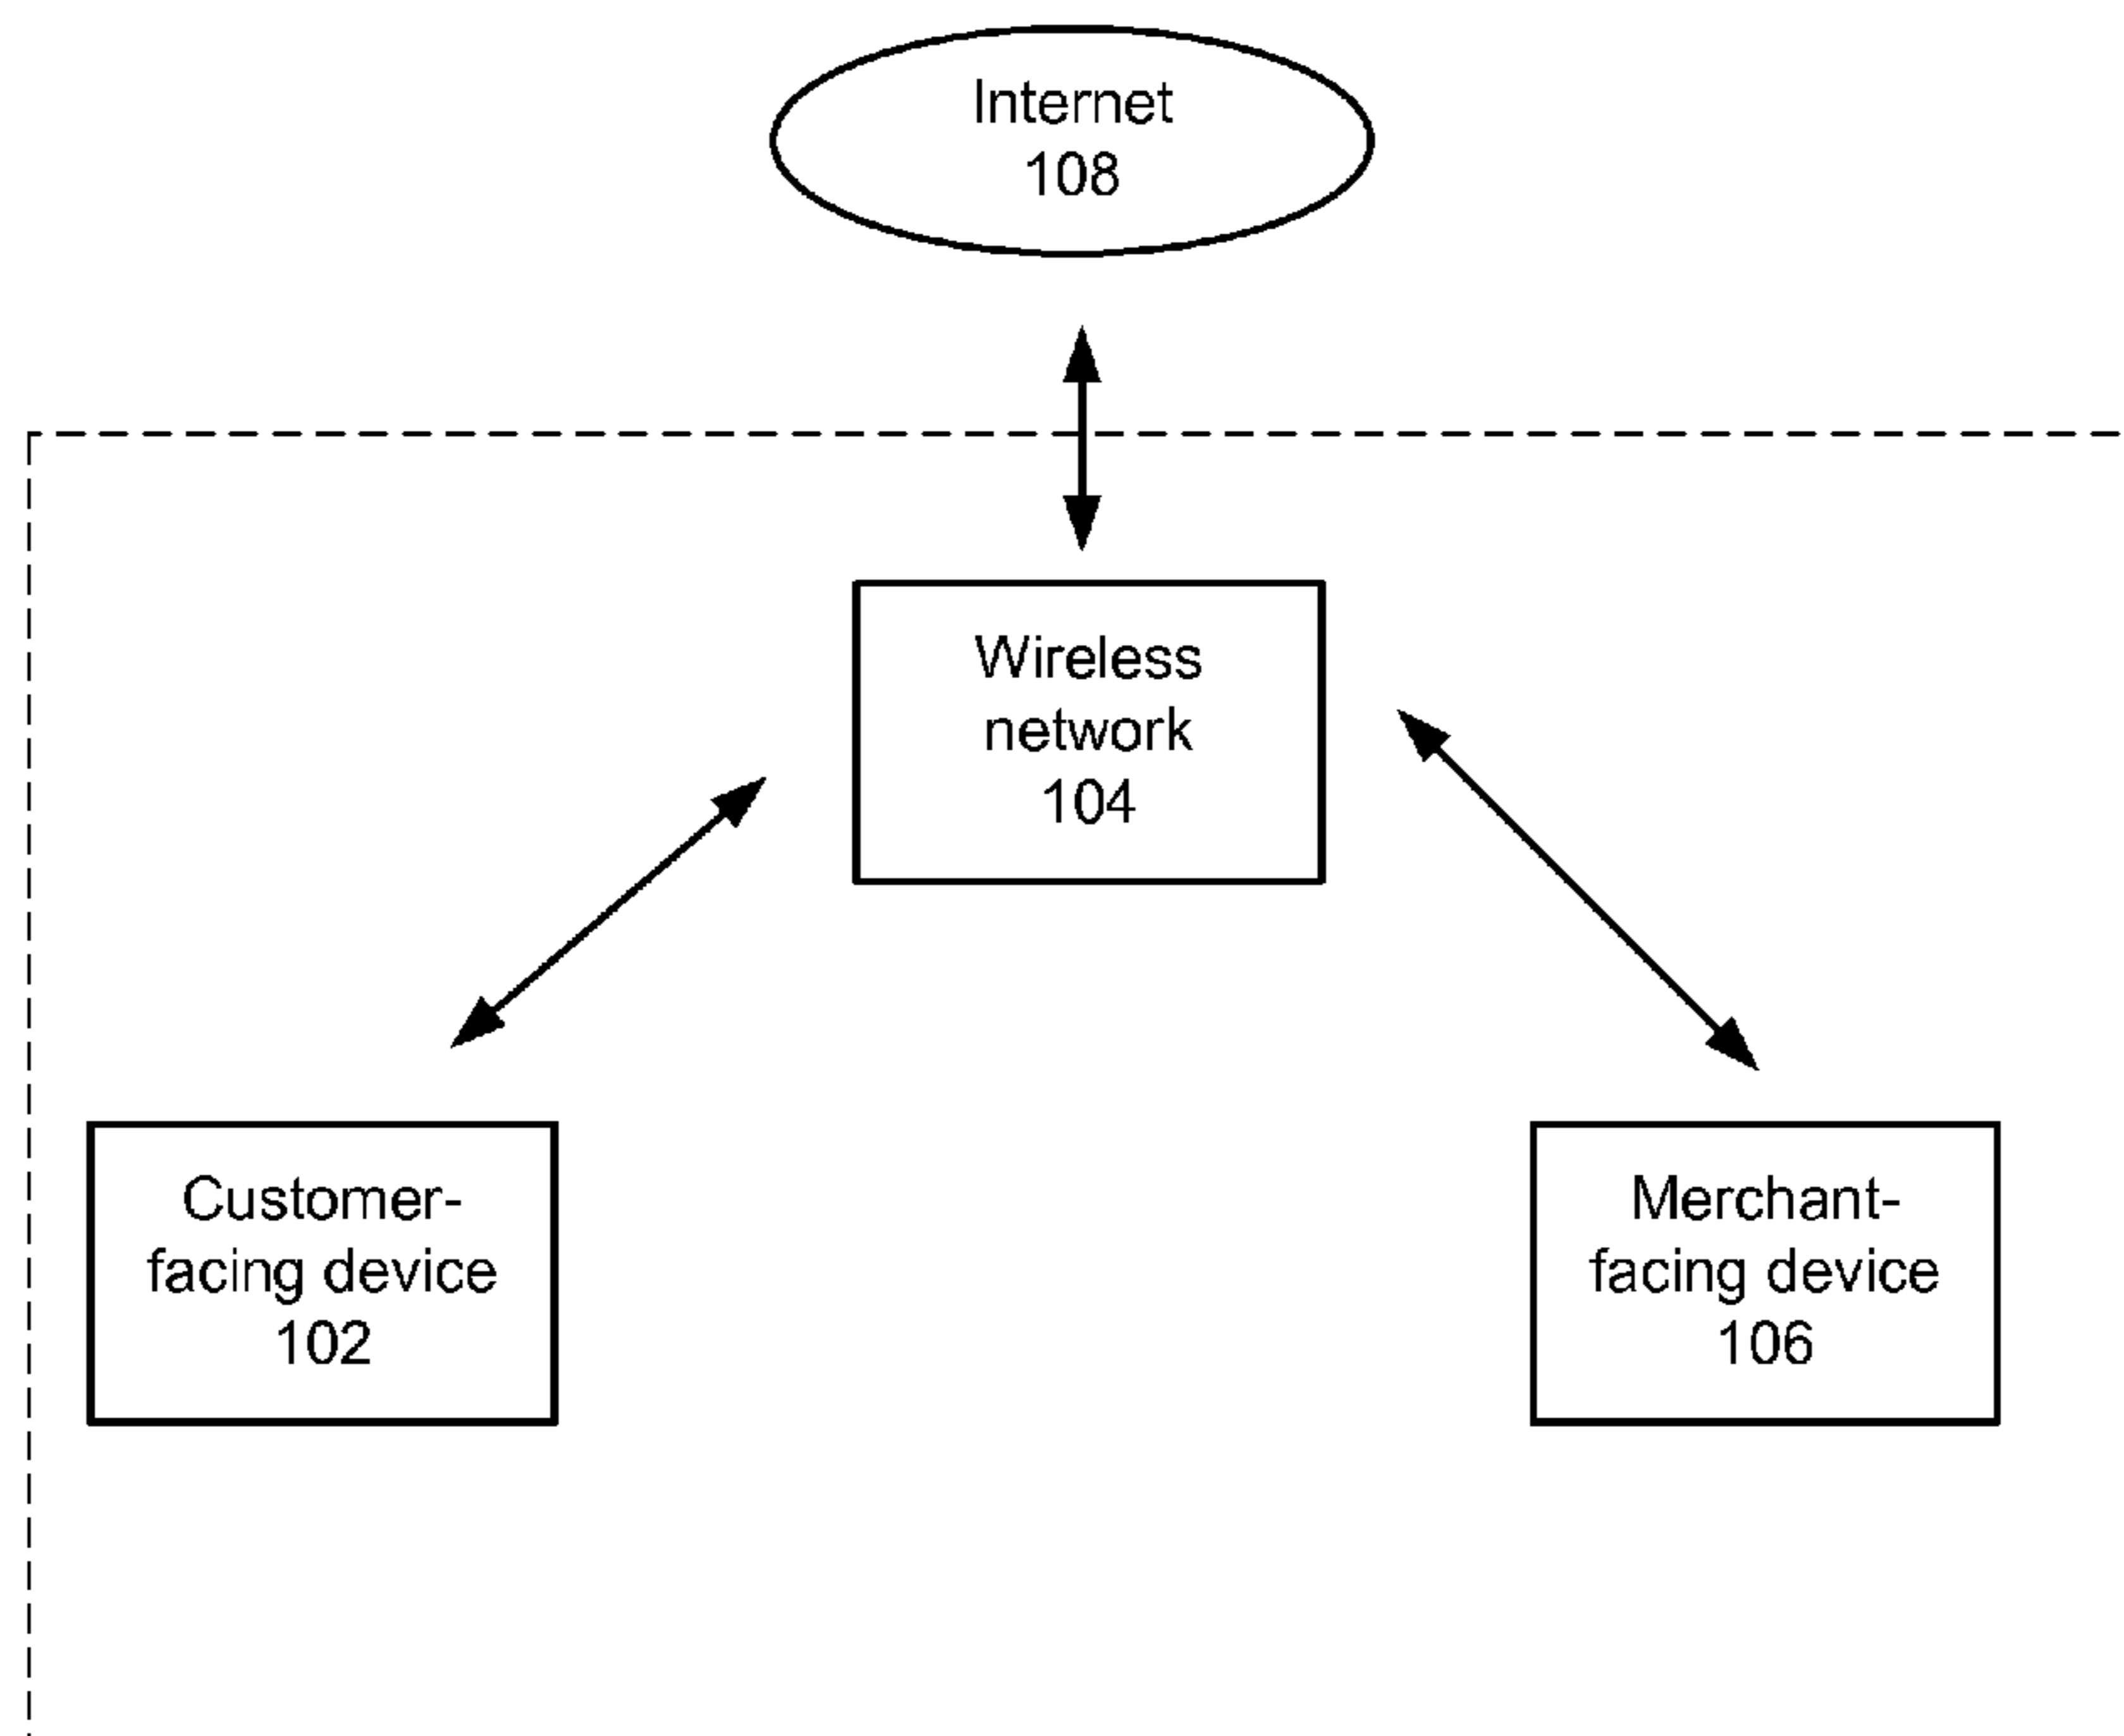 Internet
108
Wireless
network
104
Customer-
facing device
102
Merchant-
facing device
106